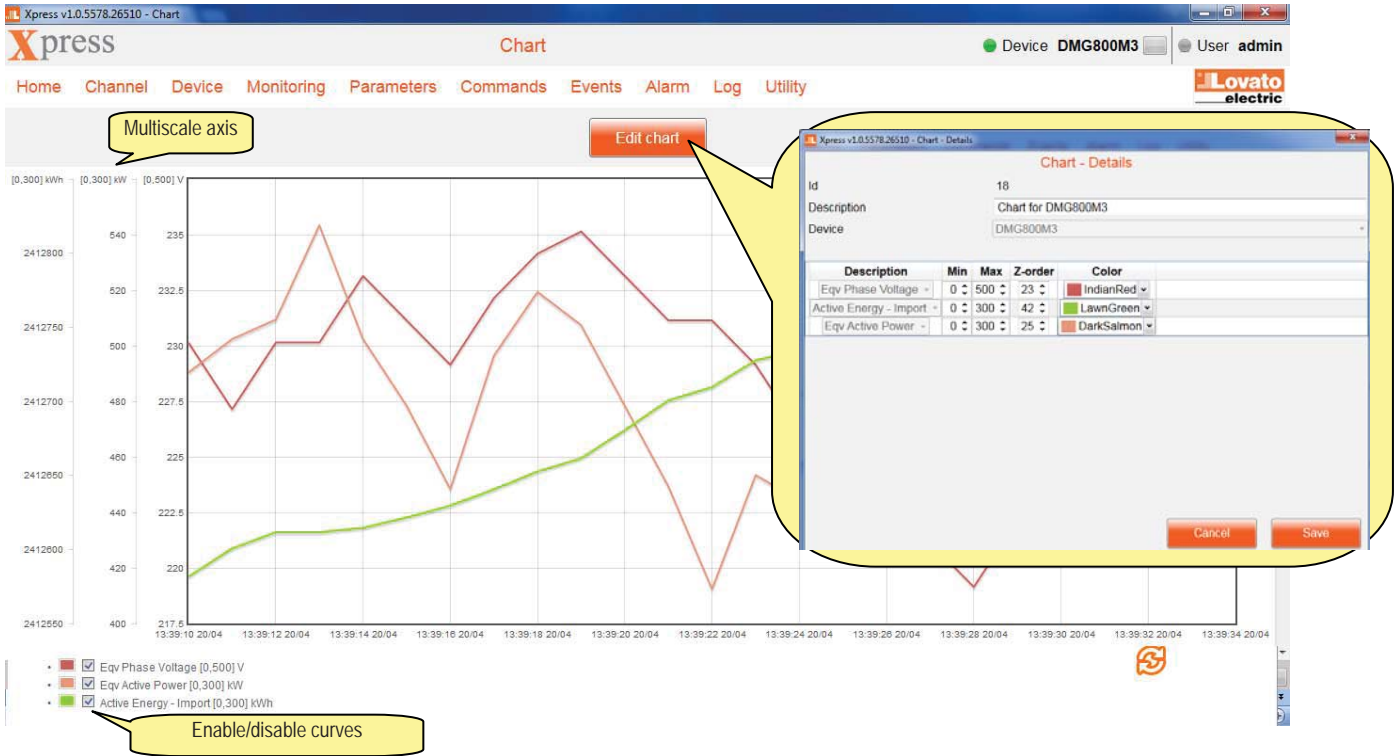 Xpress v1.0.5578.26510 - Chart
Xpress
Chart
Device DMG800M3
User admin
Home Channel Device Monitoring Parameters Commands Events Alarm Log Utility
Lovato
electric
Multiscale axis
Edit chart
[0,300] kWh [0,300] kW [0,500] V
2412800
2412750
2412700
2412650
2412600
2412550
540
520
500
480
460
440
420
400
235
232.5
230
227.5
225
222.5
220
217.5
13:39:10 20/04 13:39:12 20/04 13:39:14 20/04 13:39:16 20/04 13:39:18 20/04 13:39:20 20/04 13:39:22 20/04 13:39:24 20/04 13:39:26 20/04 13:39:28 20/04 13:39:30 20/04 13:39:32 20/04 13:39:34 20/04
Eqv Phase Voltage [0,500] V
Eqv Active Power [0,300] kW
Active Energy - Import [0,300] kWh
Enable/disable curves
Xpress v1.0.5578.26510 - Chart - Details
Chart - Details
Id 18
Description Chart for DMG800M3
Device DMG800M3
Description Min Max Z-order Color
Eqv Phase Voltage 0 500 23 IndianRed
Active Energy - Import 0 300 42 LawnGreen
Eqv Active Power 0 300 25 DarkSalmon
Cancel Save